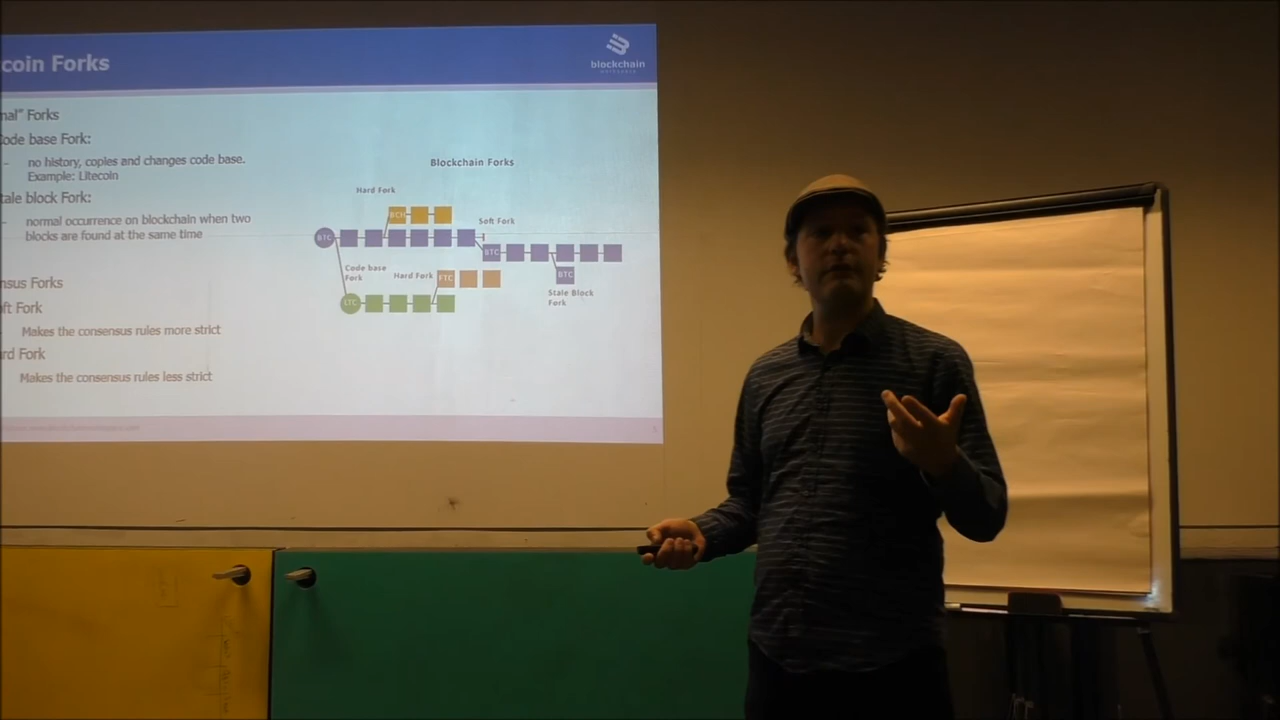 coin Forks
blockchain
nal" Forks
ode base Fork:
- no history, copies and changes code base.
Example: Litecoin
tale block Fork:
- normal occurrence on blockchain when two
blocks are found at the same time
nsus Forks
ft Fork
Makes the consensus rules more strict
rd Fork
Makes the consensus rules less strict
Blockchain Forks
Hard Fork
BCH
Soft Fork
BTC
BTC
Code base
Fork
Hard Fork
FTC
BTC
Stale Block
Fork
LTC